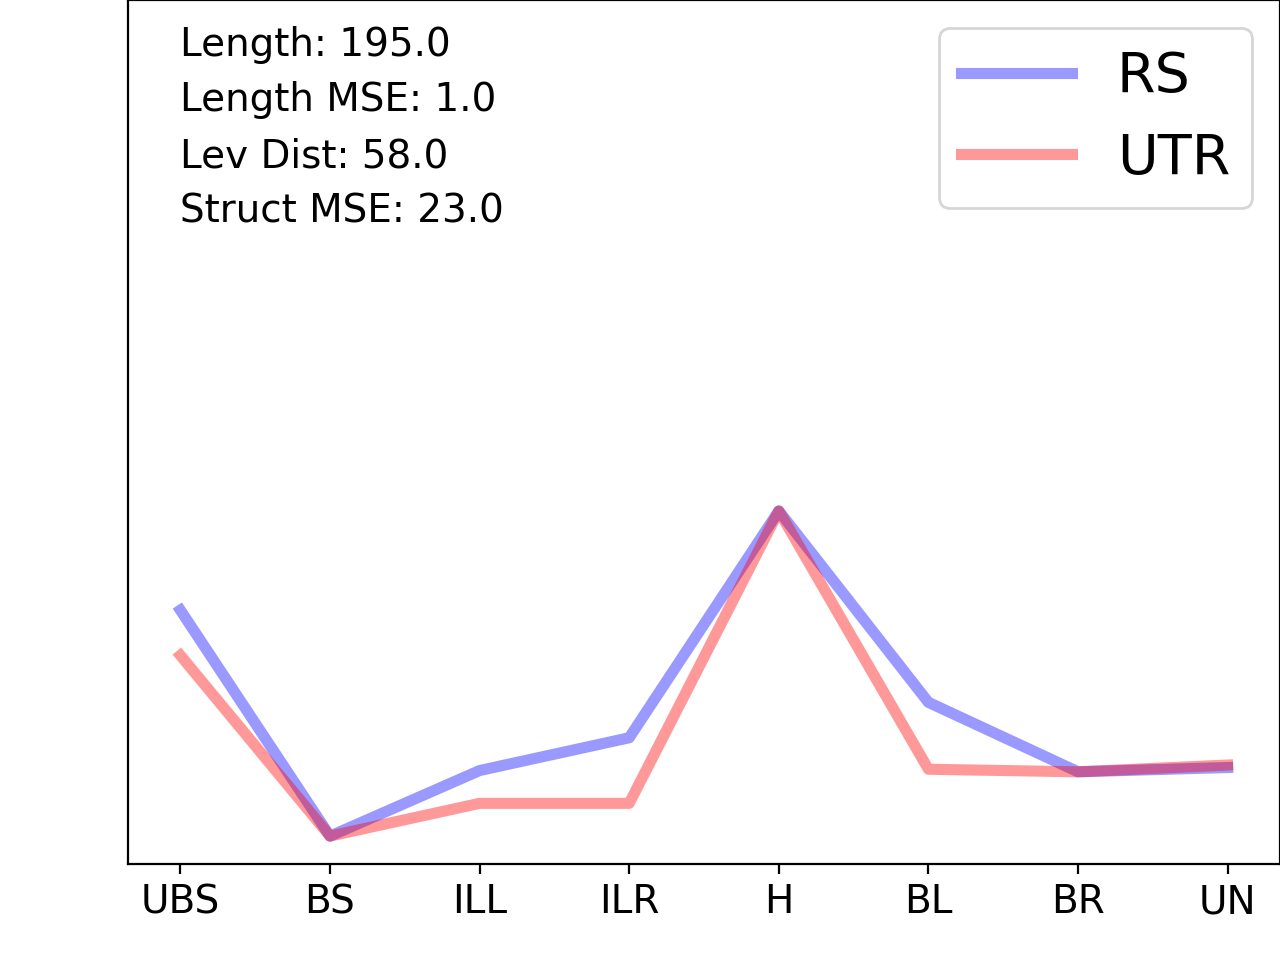 Length: 195.0
Length MSE: 1.0
Lev Dist: 58.0
Struct MSE: 23.0
RS
UTR
UBS BS ILL ILR H BL BR UN